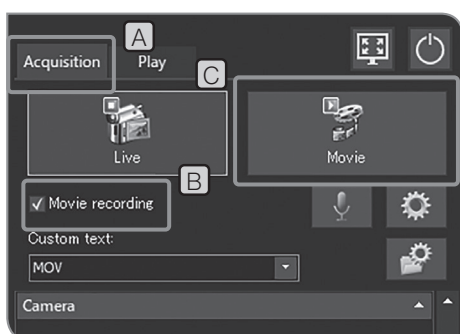 A
Acquisition Play
C
Live Movie
B
Movie recording
Custom text:
MOV
Camera